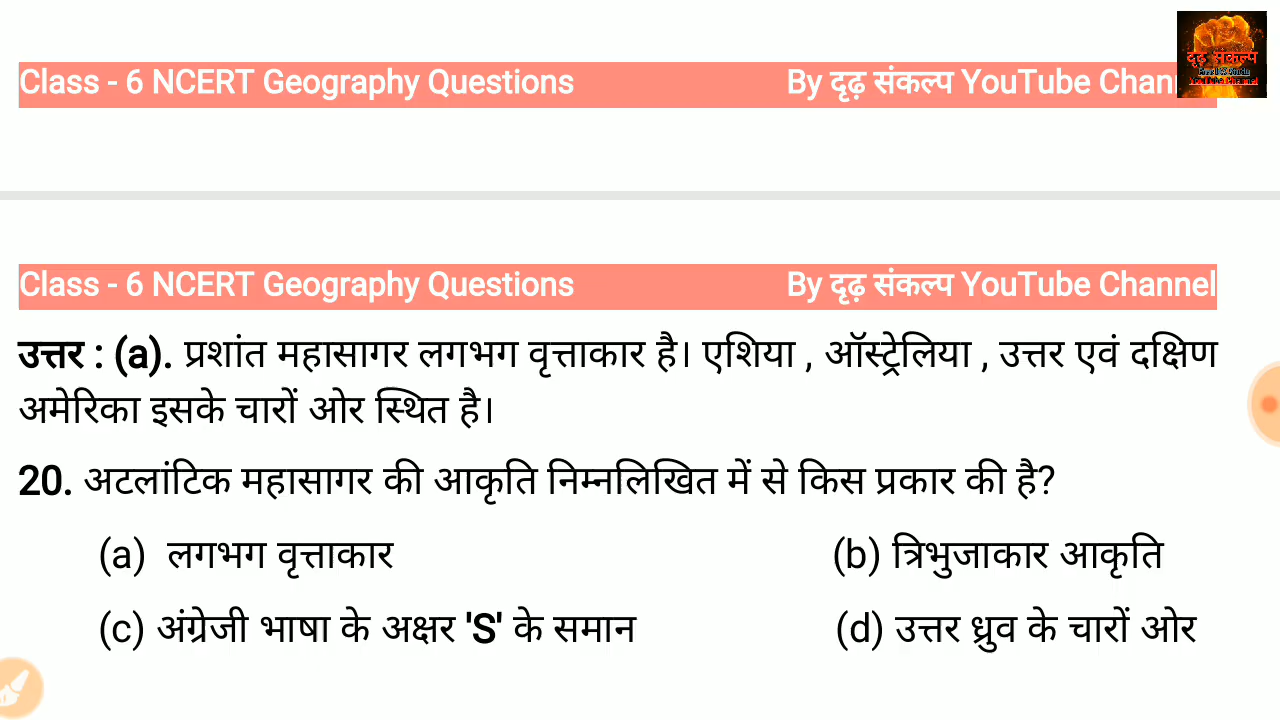 Class - 6 NCERT Geography Questions By दृढ़ संकल्प YouTube Chan
दृढ़ संकल्प
Class - 6 NCERT Geography Questions By दृढ़ संकल्प YouTube Channel
उत्तर : (a). प्रशांत महासागर लगभग वृत्ताकार है। एशिया , ऑस्ट्रेलिया , उत्तर एवं दक्षिण
अमेरिका इसके चारों ओर स्थित है।
20. अटलांटिक महासागर की आकृति निम्नलिखित में से किस प्रकार की है?
(a) लगभग वृत्ताकार (b) त्रिभुजाकार आकृति
(c) अंग्रेजी भाषा के अक्षर 'S' के समान (d) उत्तर ध्रुव के चारों ओर